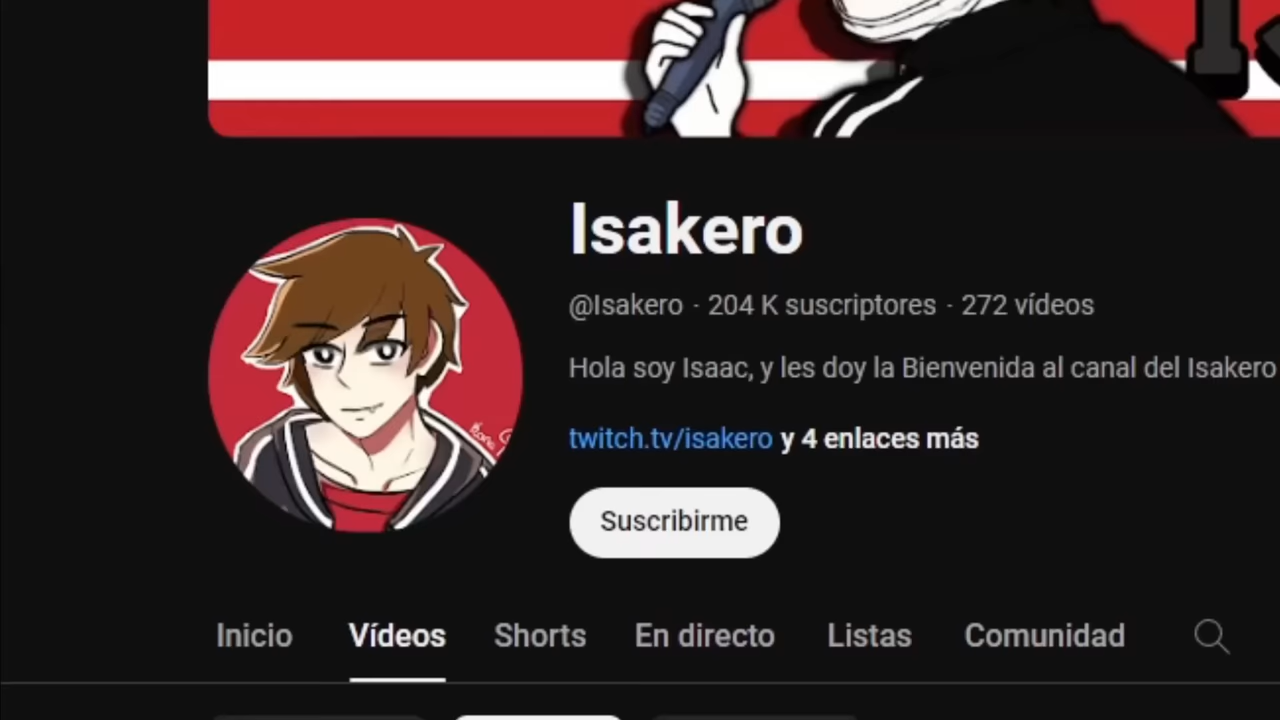 Isakero
@Isakero · 204 K suscriptores · 272 vídeos
Hola soy Isaac, y les doy la Bienvenida al canal del Isakero
twitch.tv/isakero y 4 enlaces más
Suscribirme
Inicio Vídeos Shorts En directo Listas Comunidad